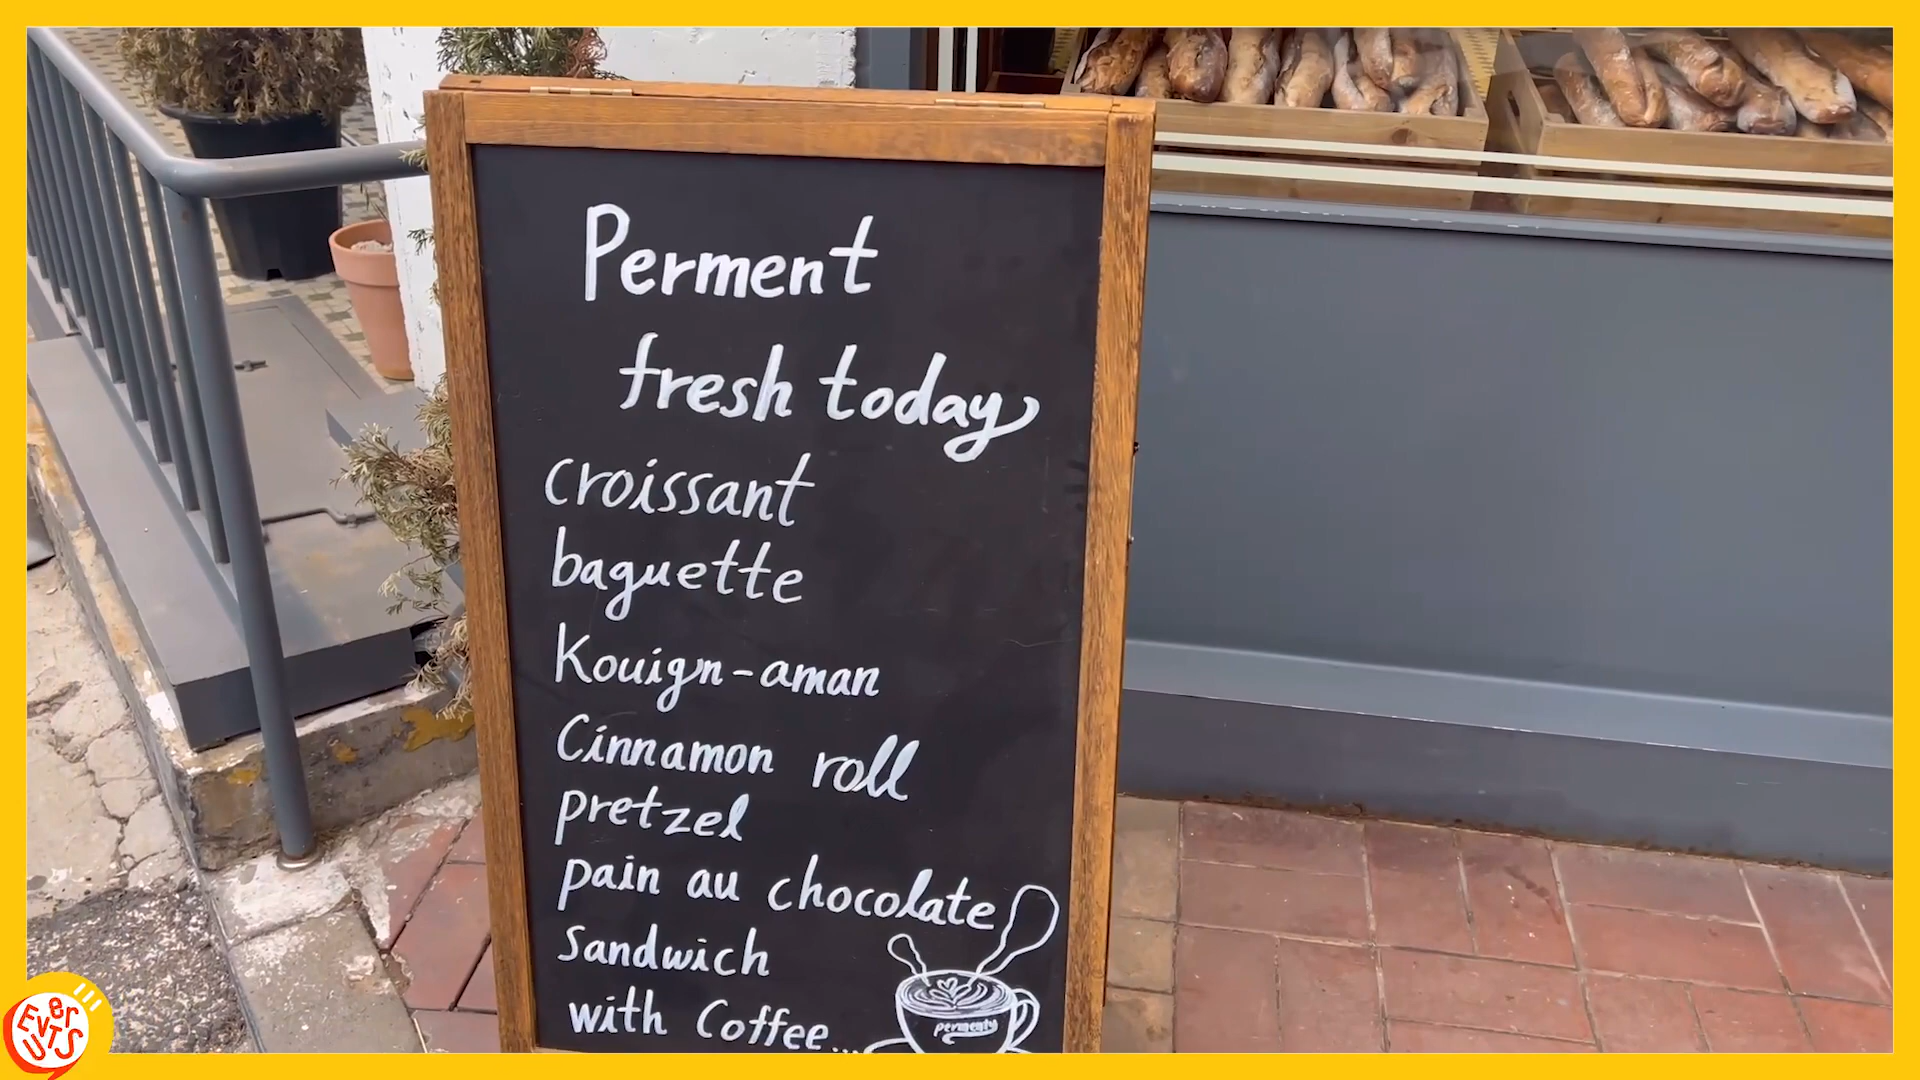 Perment
fresh today
croissant
baguette
Kouign-aman
Cinnamon roll
pretzel
pain au chocolate
Sandwich
with Coffee...